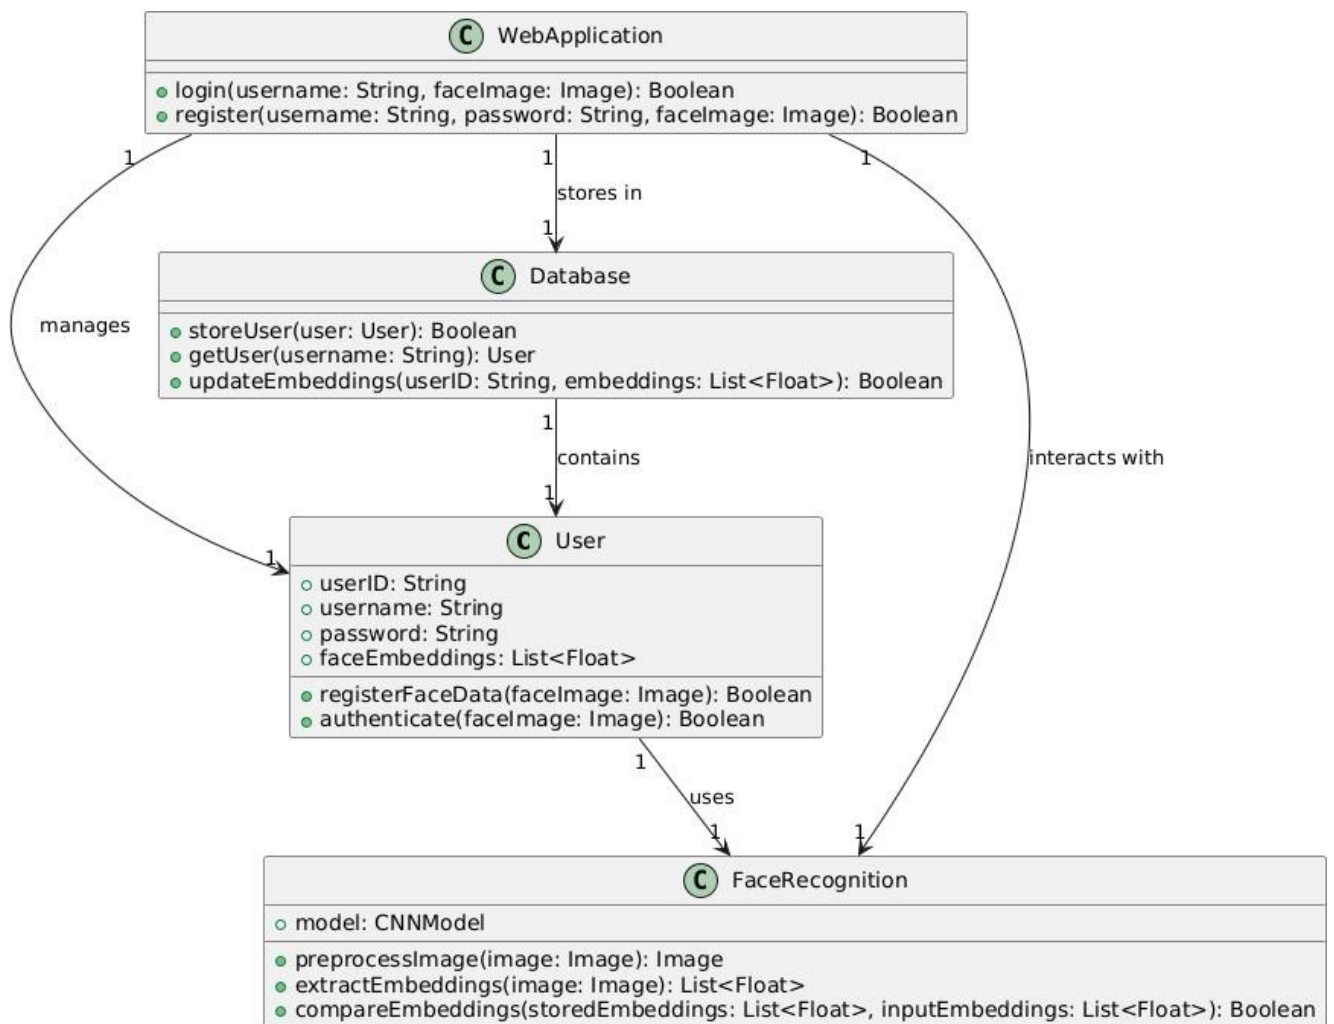 C WebApplication
login(username: String, faceImage: Image): Boolean
register(username: String, password: String, faceImage: Image): Boolean
1
1
1
stores in
1
C Database
storeUser(user: User): Boolean
getUser(username: String): User
updateEmbeddings(userID: String, embeddings: List<Float>): Boolean
manages
1
contains
interacts with
1
1
C User
userID: String
username: String
password: String
faceEmbeddings: List<Float>
registerFaceData(faceImage: Image): Boolean
authenticate(faceImage: Image): Boolean
1
uses
1
1
C FaceRecognition
model: CNNModel
preprocessImage(image: Image): Image
extractEmbeddings(image: Image): List<Float>
compareEmbeddings(storedEmbeddings: List<Float>, inputEmbeddings: List<Float>): Boolean